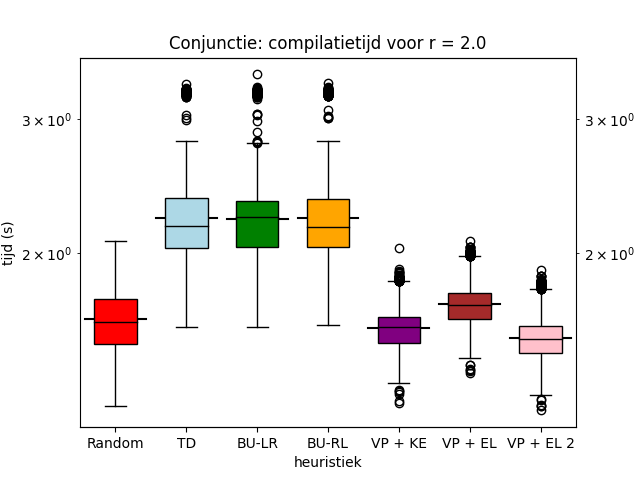 Conjunctie: compilatietijd voor r = 2.0
3 × 10⁰
3 × 10⁰
2 × 10⁰
2 × 10⁰
tijd (s)
Random TD BU-LR BU-RL VP + KE VP + EL VP + EL 2
heuristiek